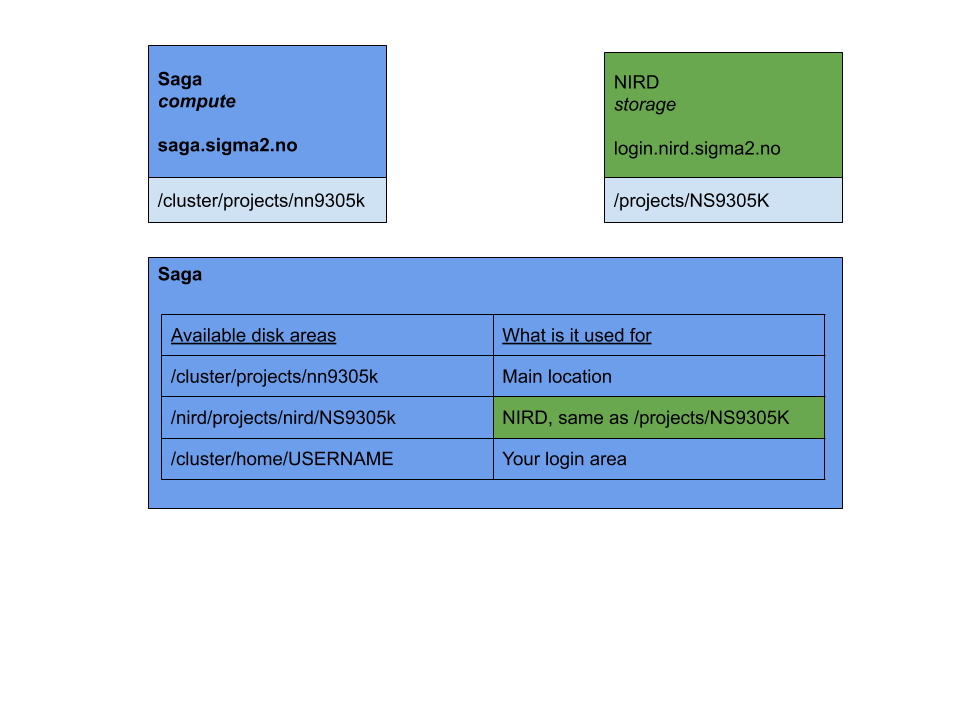 Saga
compute
saga.sigma2.no
/cluster/projects/nn9305k
NIRD
storage
login.nird.sigma2.no
/projects/NS9305K
Saga
Available disk areas
What is it used for
/cluster/projects/nn9305k
Main location
/nird/projects/nird/NS9305k
NIRD, same as /projects/NS9305K
/cluster/home/USERNAME
Your login area